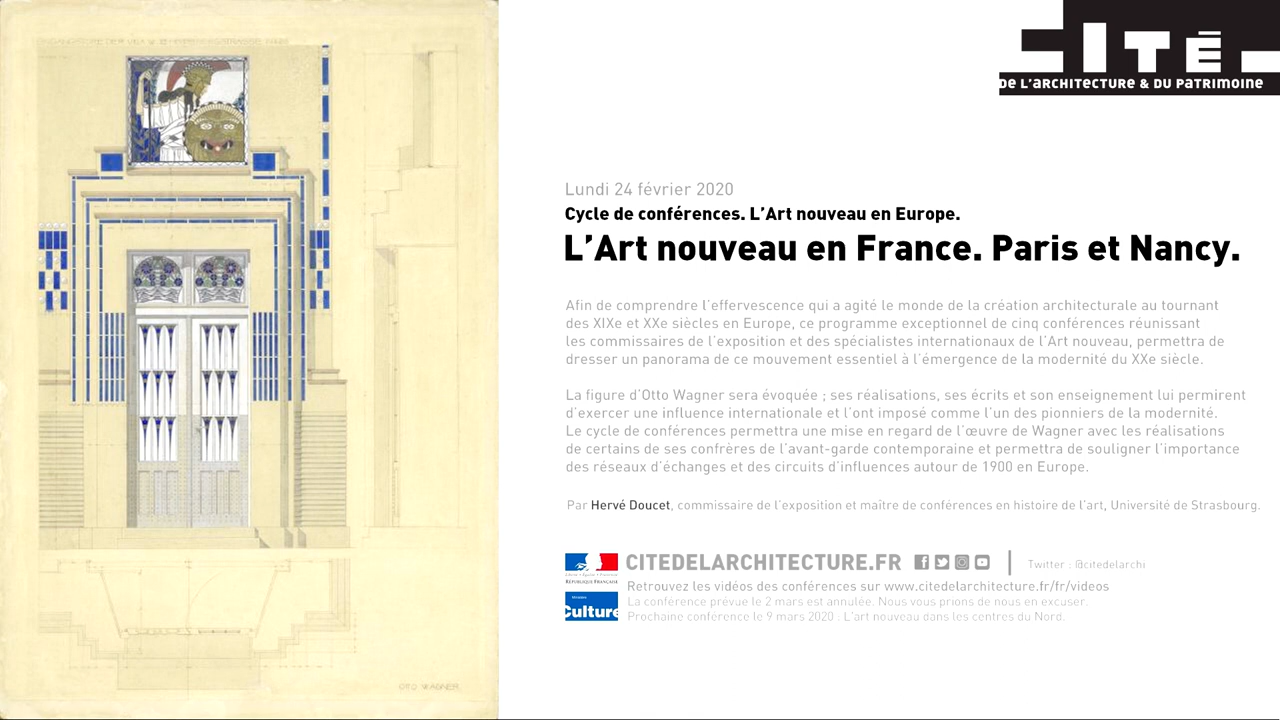 CITÉ
DE L'ARCHITECTURE & DU PATRIMOINE
Lundi 24 février 2020
Cycle de conférences. L'Art nouveau en Europe.
L'Art nouveau en France. Paris et Nancy.
Afin de comprendre l'effervescence qui a agité le monde de la création architecturale au tournant
des XIXe et XXe siècles en Europe, ce programme exceptionnel de cinq conférences réunissant
les commissaires de l'exposition et des spécialistes internationaux de l'Art nouveau, permettra de
dresser un panorama de ce mouvement essentiel à l'émergence de la modernité du XXe siècle.
La figure d'Otto Wagner sera évoquée ; ses réalisations, ses écrits et son enseignement lui permirent
d'exercer une influence internationale et l'ont imposé comme l'un des pionniers de la modernité.
Le cycle de conférences permettra une mise en regard de l'œuvre de Wagner avec les réalisations
de certains de ses confrères de l'avant-garde contemporaine et permettra de souligner l'importance
des réseaux d'échanges et des circuits d'influences autour de 1900 en Europe.
Par Hervé Doucet, commissaire de l'exposition et maître de conférences en histoire de l'art, Université de Strasbourg.
CITEDELARCHITECTURE.FR
Twitter : @citedelarchi
RÉPUBLIQUE FRANÇAISE
Retrouvez les vidéos des conférences sur www.citedelarchitecture.fr/fr/videos
Culture
La conférence prévue le 2 mars est annulée. Nous vous prions de nous en excuser.
Prochaine conférence le 9 mars 2020 : L'art nouveau dans les centres du Nord.
OTTO WAGNER